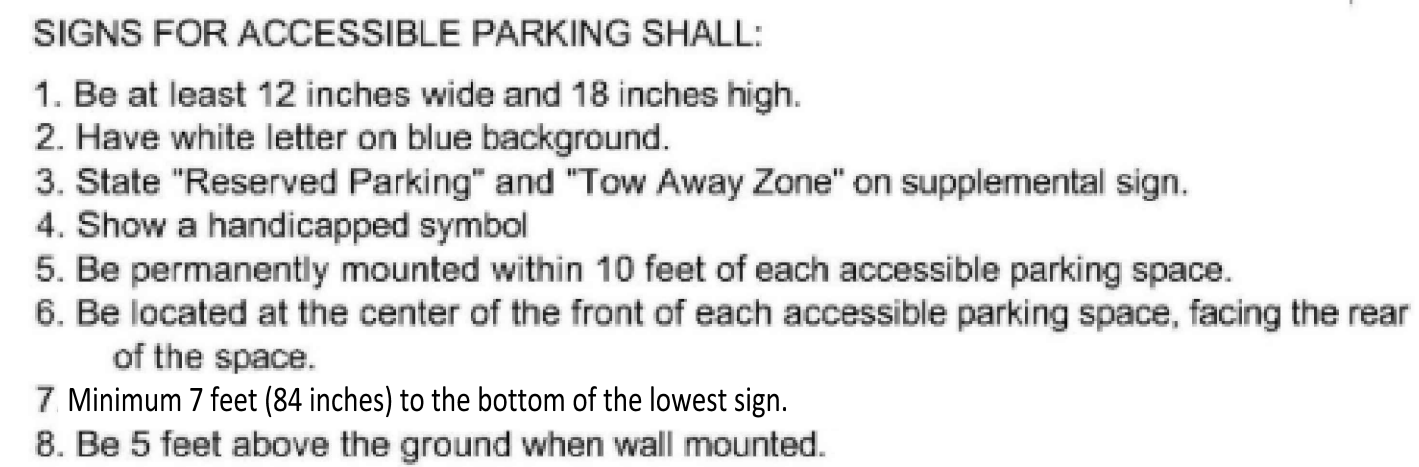 SIGNS FOR ACCESSIBLE PARKING SHALL:
1. Be at least 12 inches wide and 18 inches high.
2. Have white letter on blue background.
3. State "Reserved Parking" and "Tow Away Zone" on supplemental sign.
4. Show a handicapped symbol
5. Be permanently mounted within 10 feet of each accessible parking space.
6. Be located at the center of the front of each accessible parking space, facing the rear
of the space.
7. Minimum 7 feet (84 inches) to the bottom of the lowest sign.
8. Be 5 feet above the ground when wall mounted.